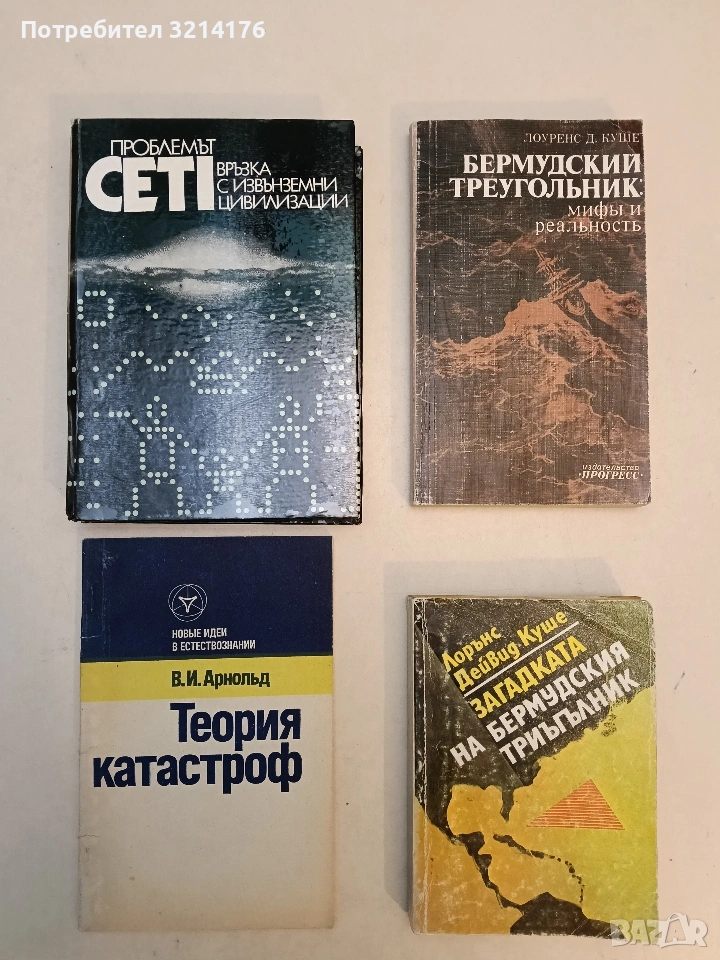 Потребител 3214176
ПРОБЛЕМЪТ
CETI
ВРЪЗКА
С ИЗВЪНЗЕМНИ
ЦИВИЛИЗАЦИИ
ЛОУРЕНС Д. КУШЕ
БЕРМУДСКИЙ
ТРЕУГОЛЬНИК:
мифы и
реальность
издательство
"ПРОГРЕСС"
НОВЫЕ ИДЕИ
В ЕСТЕСТВОЗНАНИИ
В.И. Арнольд
Теория
катастроф
Лорънс
Дейвид Куше
ЗАГАДКАТА
НА БЕРМУДСКИЯ
ТРИЪГЪЛНИК
BAZAR